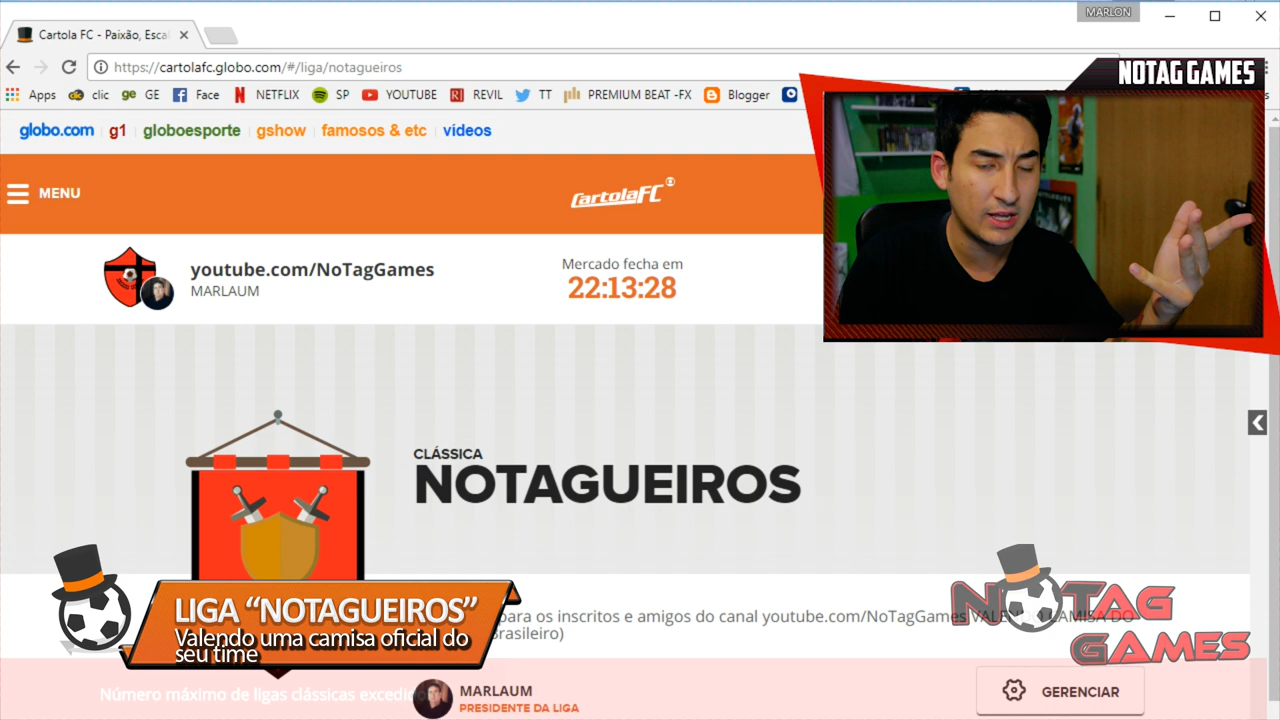 MARLON
Cartola FC - Paixão, Esca
https://cartolafc.globo.com/#/liga/notagueiros
Apps clic GE Face NETFLIX SP YOUTUBE REVIL TT PREMIUM BEAT -FX Blogger
NOTAG GAMES
globo.com g1 globoesporte gshow famosos & etc vídeos
MENU
CartolaFC
youtube.com/NoTagGames
MARLAUM
Mercado fecha em
22:13:28
CLÁSSICA
NOTAGUEIROS
LIGA “NOTAGUEIROS”
Valendo uma camisa oficial do
seu time
para os inscritos e amigos do canal youtube.com/NoTagGames
Brasileiro)
NOTAG
GAMES
Número máximo de ligas clássicas excedido
MARLAUM
PRESIDENTE DA LIGA
GERENCIAR